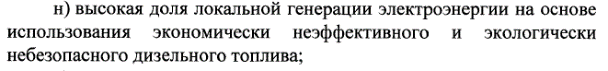 н) высокая доля локальной генерации электроэнергии на основе
использования экономически неэффективного и экологически
небезопасного дизельного топлива;